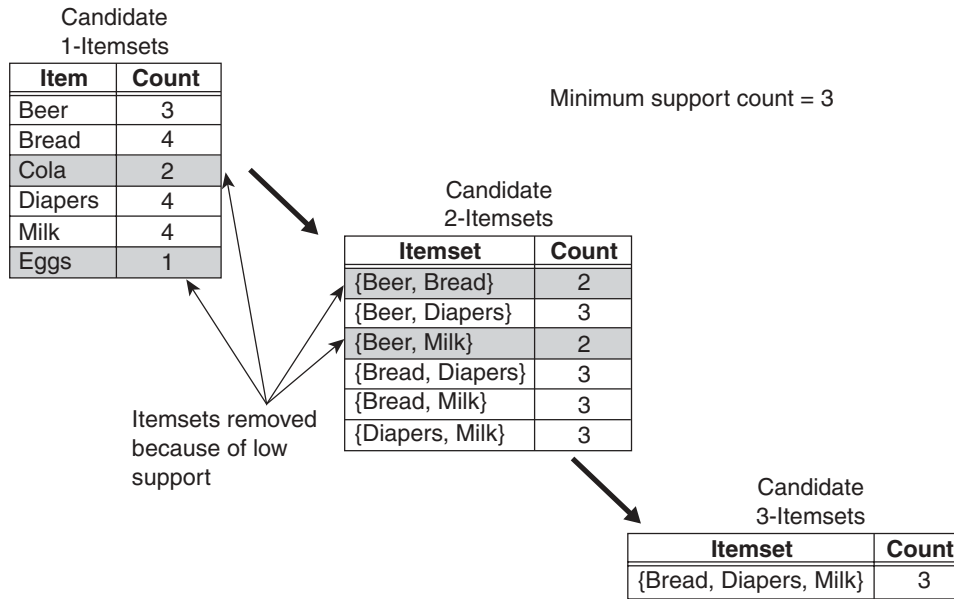 Candidate
1-Itemsets
Item Count
Beer 3
Bread 4
Cola 2
Diapers 4
Milk 4
Eggs 1
Minimum support count = 3
Candidate
2-Itemsets
Itemset Count
{Beer, Bread} 2
{Beer, Diapers} 3
{Beer, Milk} 2
{Bread, Diapers} 3
{Bread, Milk} 3
{Diapers, Milk} 3
Itemsets removed
because of low
support
Candidate
3-Itemsets
Itemset Count
{Bread, Diapers, Milk} 3